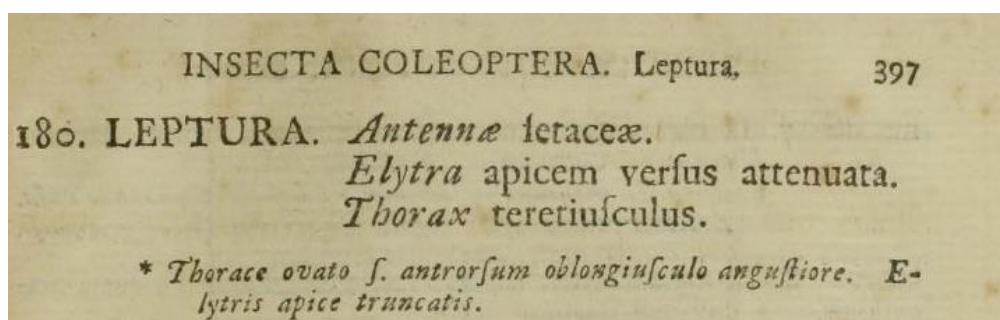 INSECTA COLEOPTERA. Leptura. 397
180. LEPTURA. Antennæ ſetaceæ.
Elytra apicem verſus attenuata.
Thorax teretiuſculus.
* Thorace ovato ſ. antrorſum oblongiuſculo anguſtiore. E-
lytris apice truncatis.